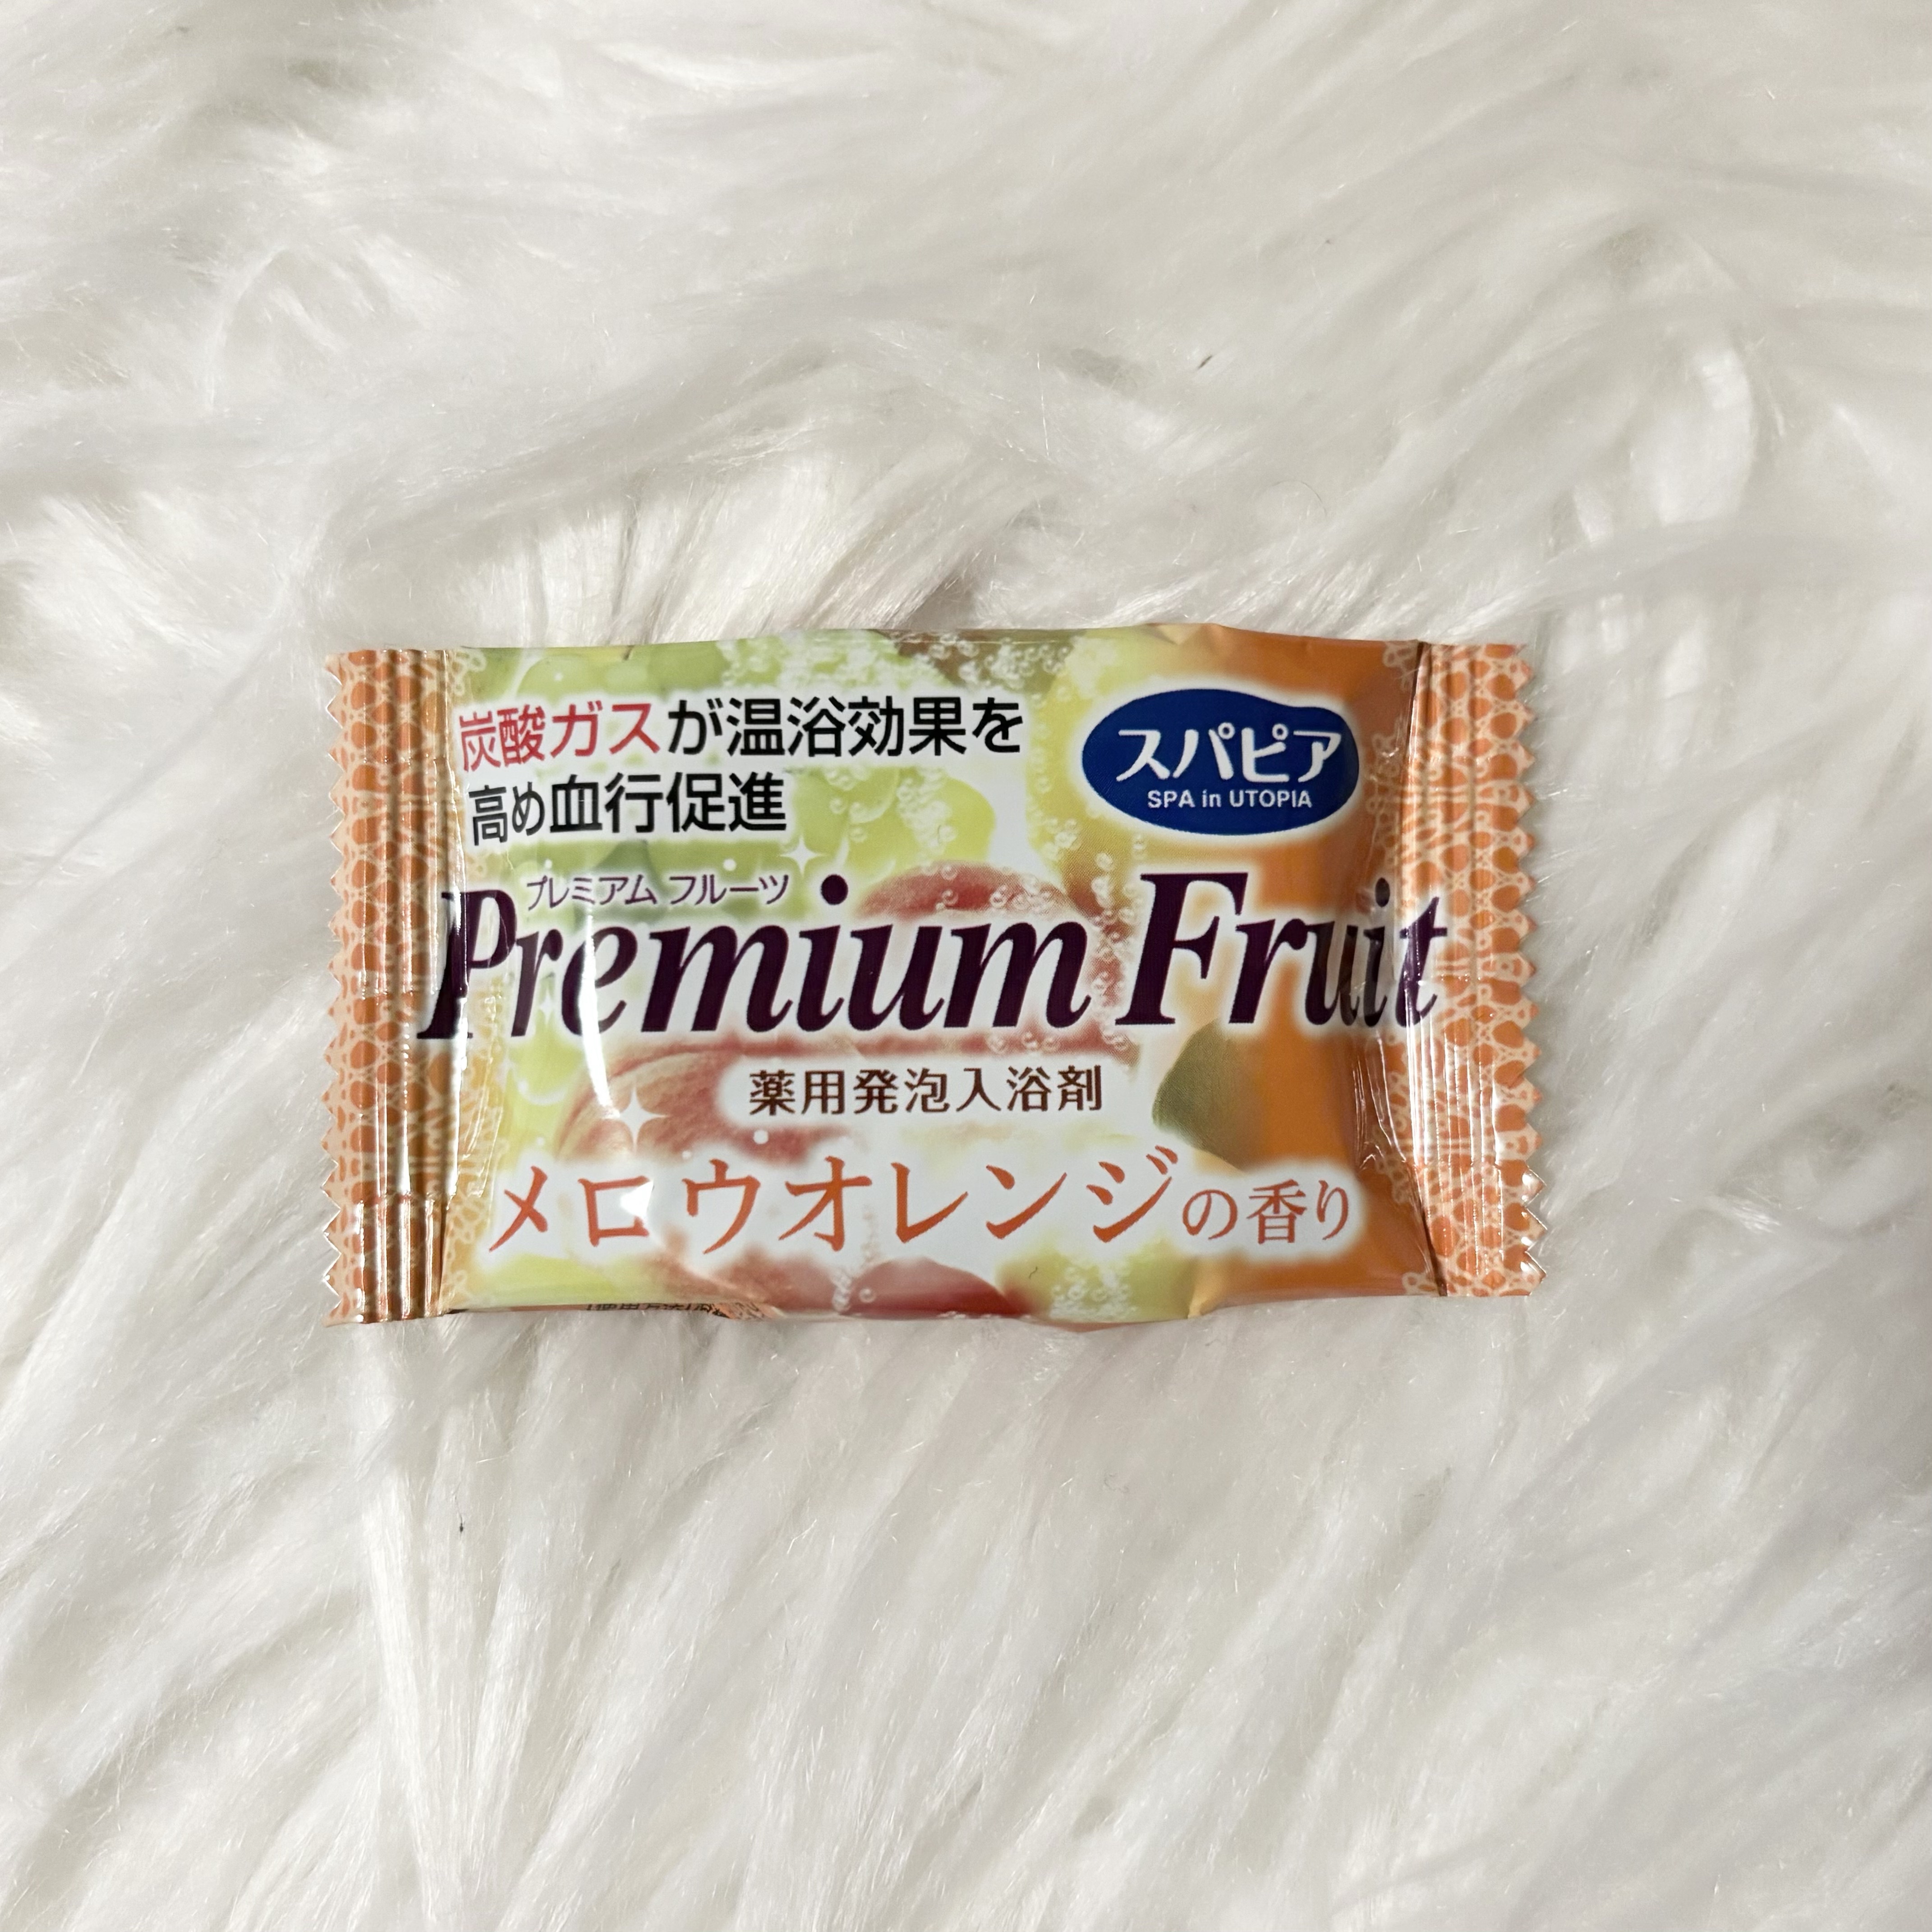 炭酸ガスが温浴効果を
高め血行促進
スパピア
SPA in UTOPIA
プレミアム フルーツ
Premium Fruit
薬用発泡入浴剤
メロウオレンジの香り